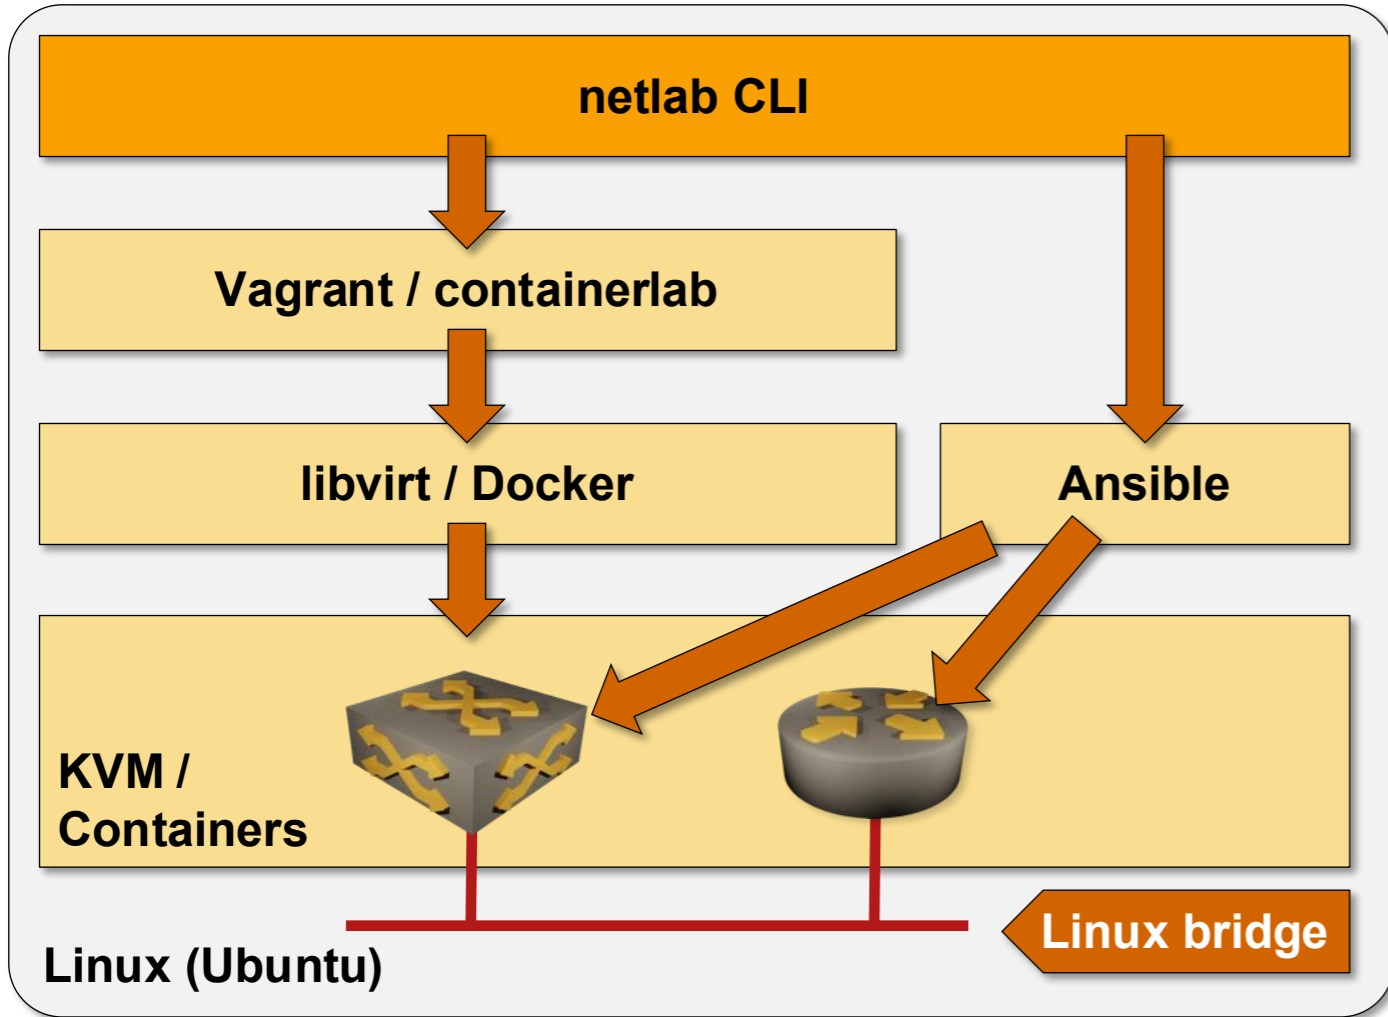 netlab CLI
Vagrant / containerlab
libvirt / Docker
Ansible
KVM /
Containers
Linux bridge
Linux (Ubuntu)